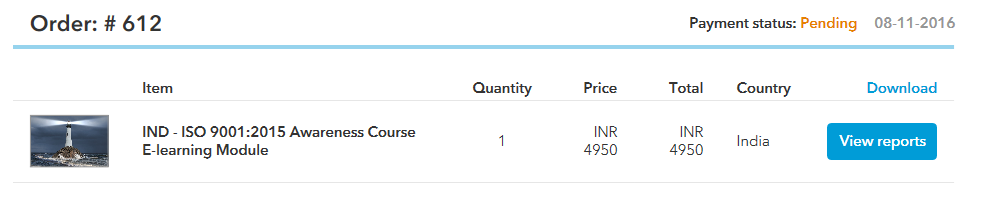 Order: # 612
Payment status: Pending 08-11-2016
Item Quantity Price Total Country Download
IND - ISO 9001:2015 Awareness Course
E-learning Module
1
INR
4950
INR
4950
India
View reports